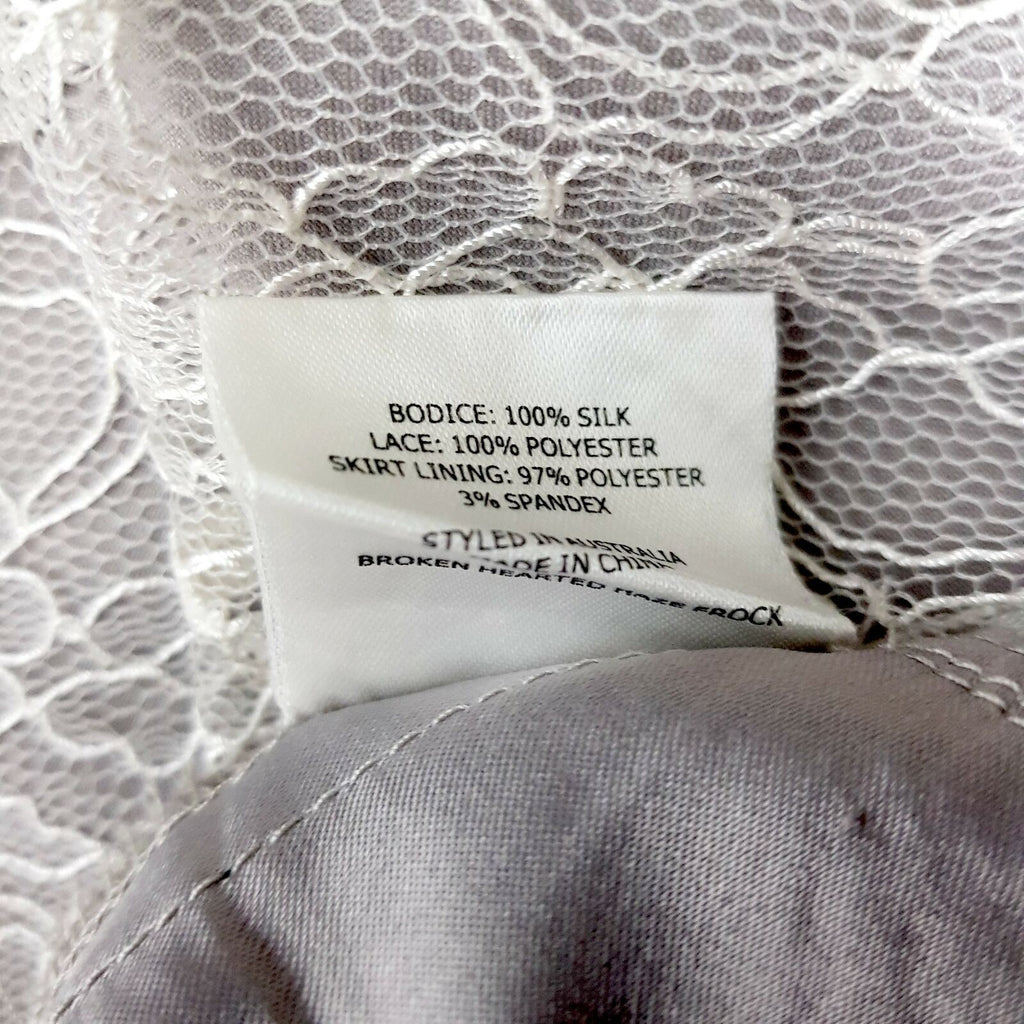 BODICE: 100% SILK
LACE: 100% POLYESTER
SKIRT LINING: 97% POLYESTER
3% SPANDEX
STYLED IN AUSTRALIA
MADE IN CHINA
BROKEN HEARTED HAZE FROCK